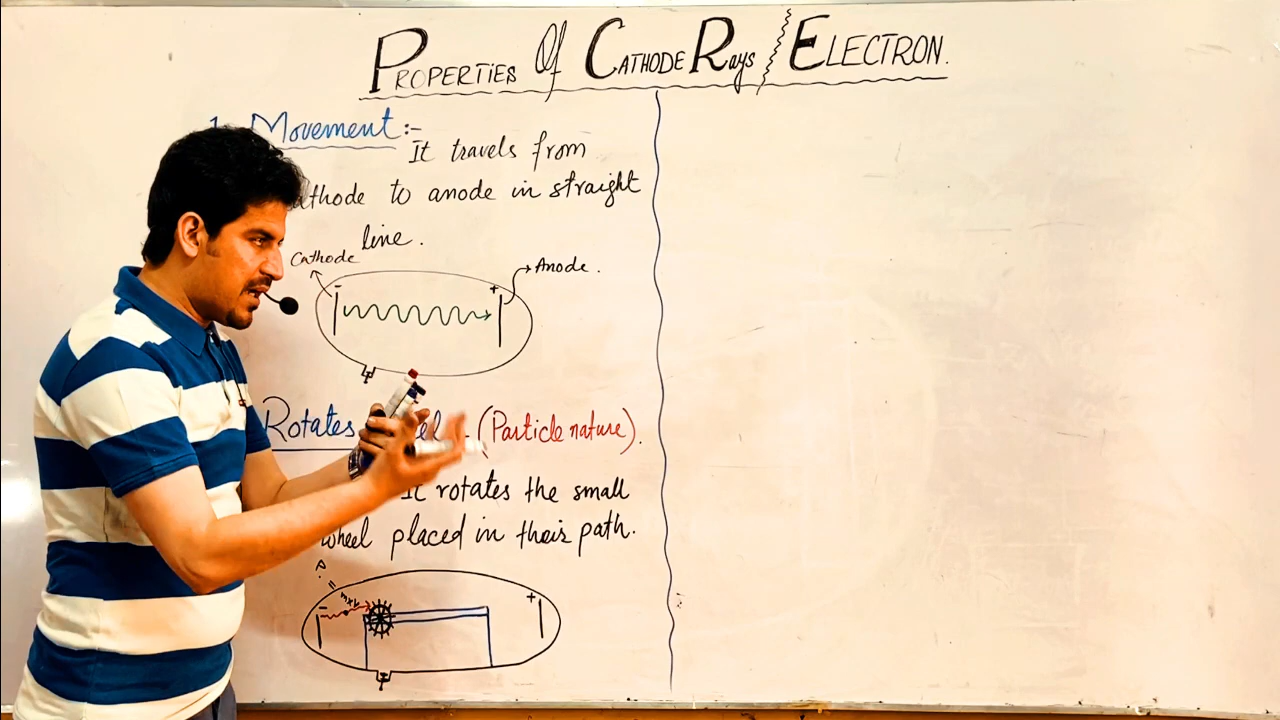 PROPERTIES Of CATHODE RAys / ELECTRON.
1. Movement:-
It travels from
athode to anode in straight
line.
Cathode
Anode.
-
+
Rotates
(Particle nature).
It rotates the small
wheel placed in their path.
-
+